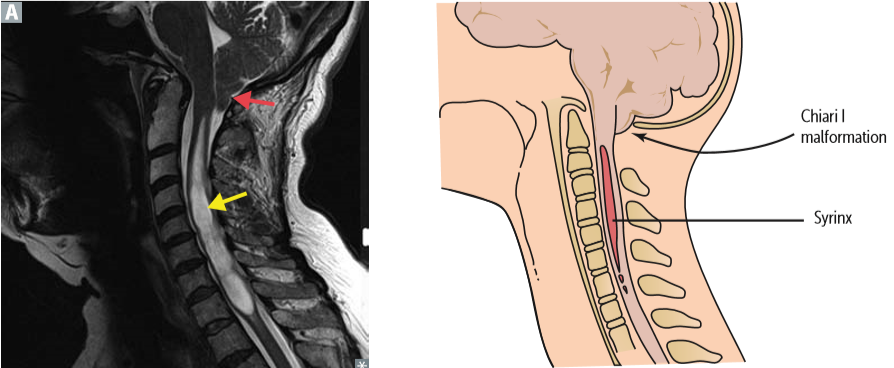 A
Chiari I
malformation
Syrinx